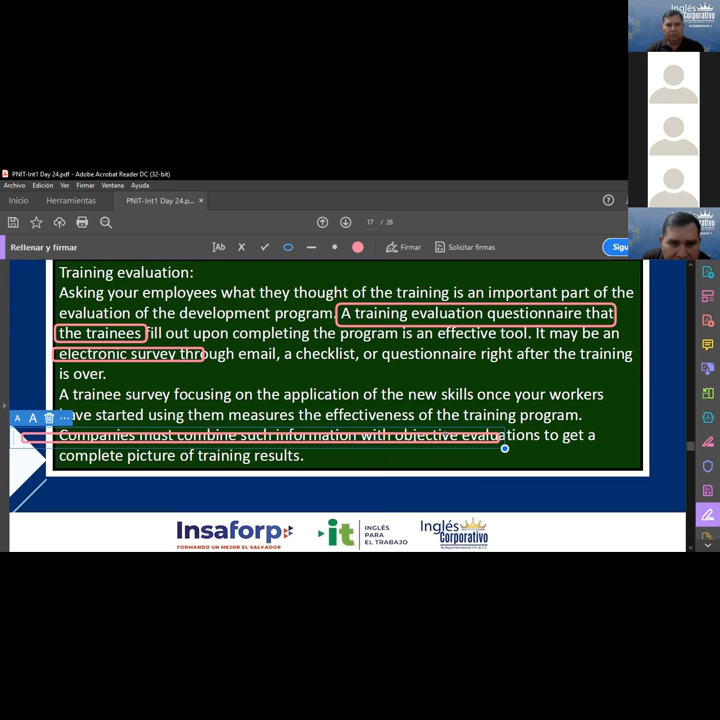 Inglés
Corporativo
PNIT-Int1 Day 24.pdf - Adobe Acrobat Reader DC (32-bit)
Archivo Edición Ver Firmar Ventana Ayuda
Inicio Herramientas PNIT-Int1 Day 24.p... ×
17 / 26
Rellenar y firmar
Ab
Firmar
Solicitar firmas
Sigu
Training evaluation:
Asking your employees what they thought of the training is an important part of the
evaluation of the development program. A training evaluation questionnaire that
the trainees fill out upon completing the program is an effective tool. It may be an
electronic survey through email, a checklist, or questionnaire right after the training
is over.
A trainee survey focusing on the application of the new skills once your workers
have started using them measures the effectiveness of the training program.
Companies must combine such information with objective evaluations to get a
complete picture of training results.
A A
Insaforp
FORMANDO UN MEJOR EL SALVADOR
it
INGLÉS
PARA
EL TRABAJO
Inglés
Corporativo